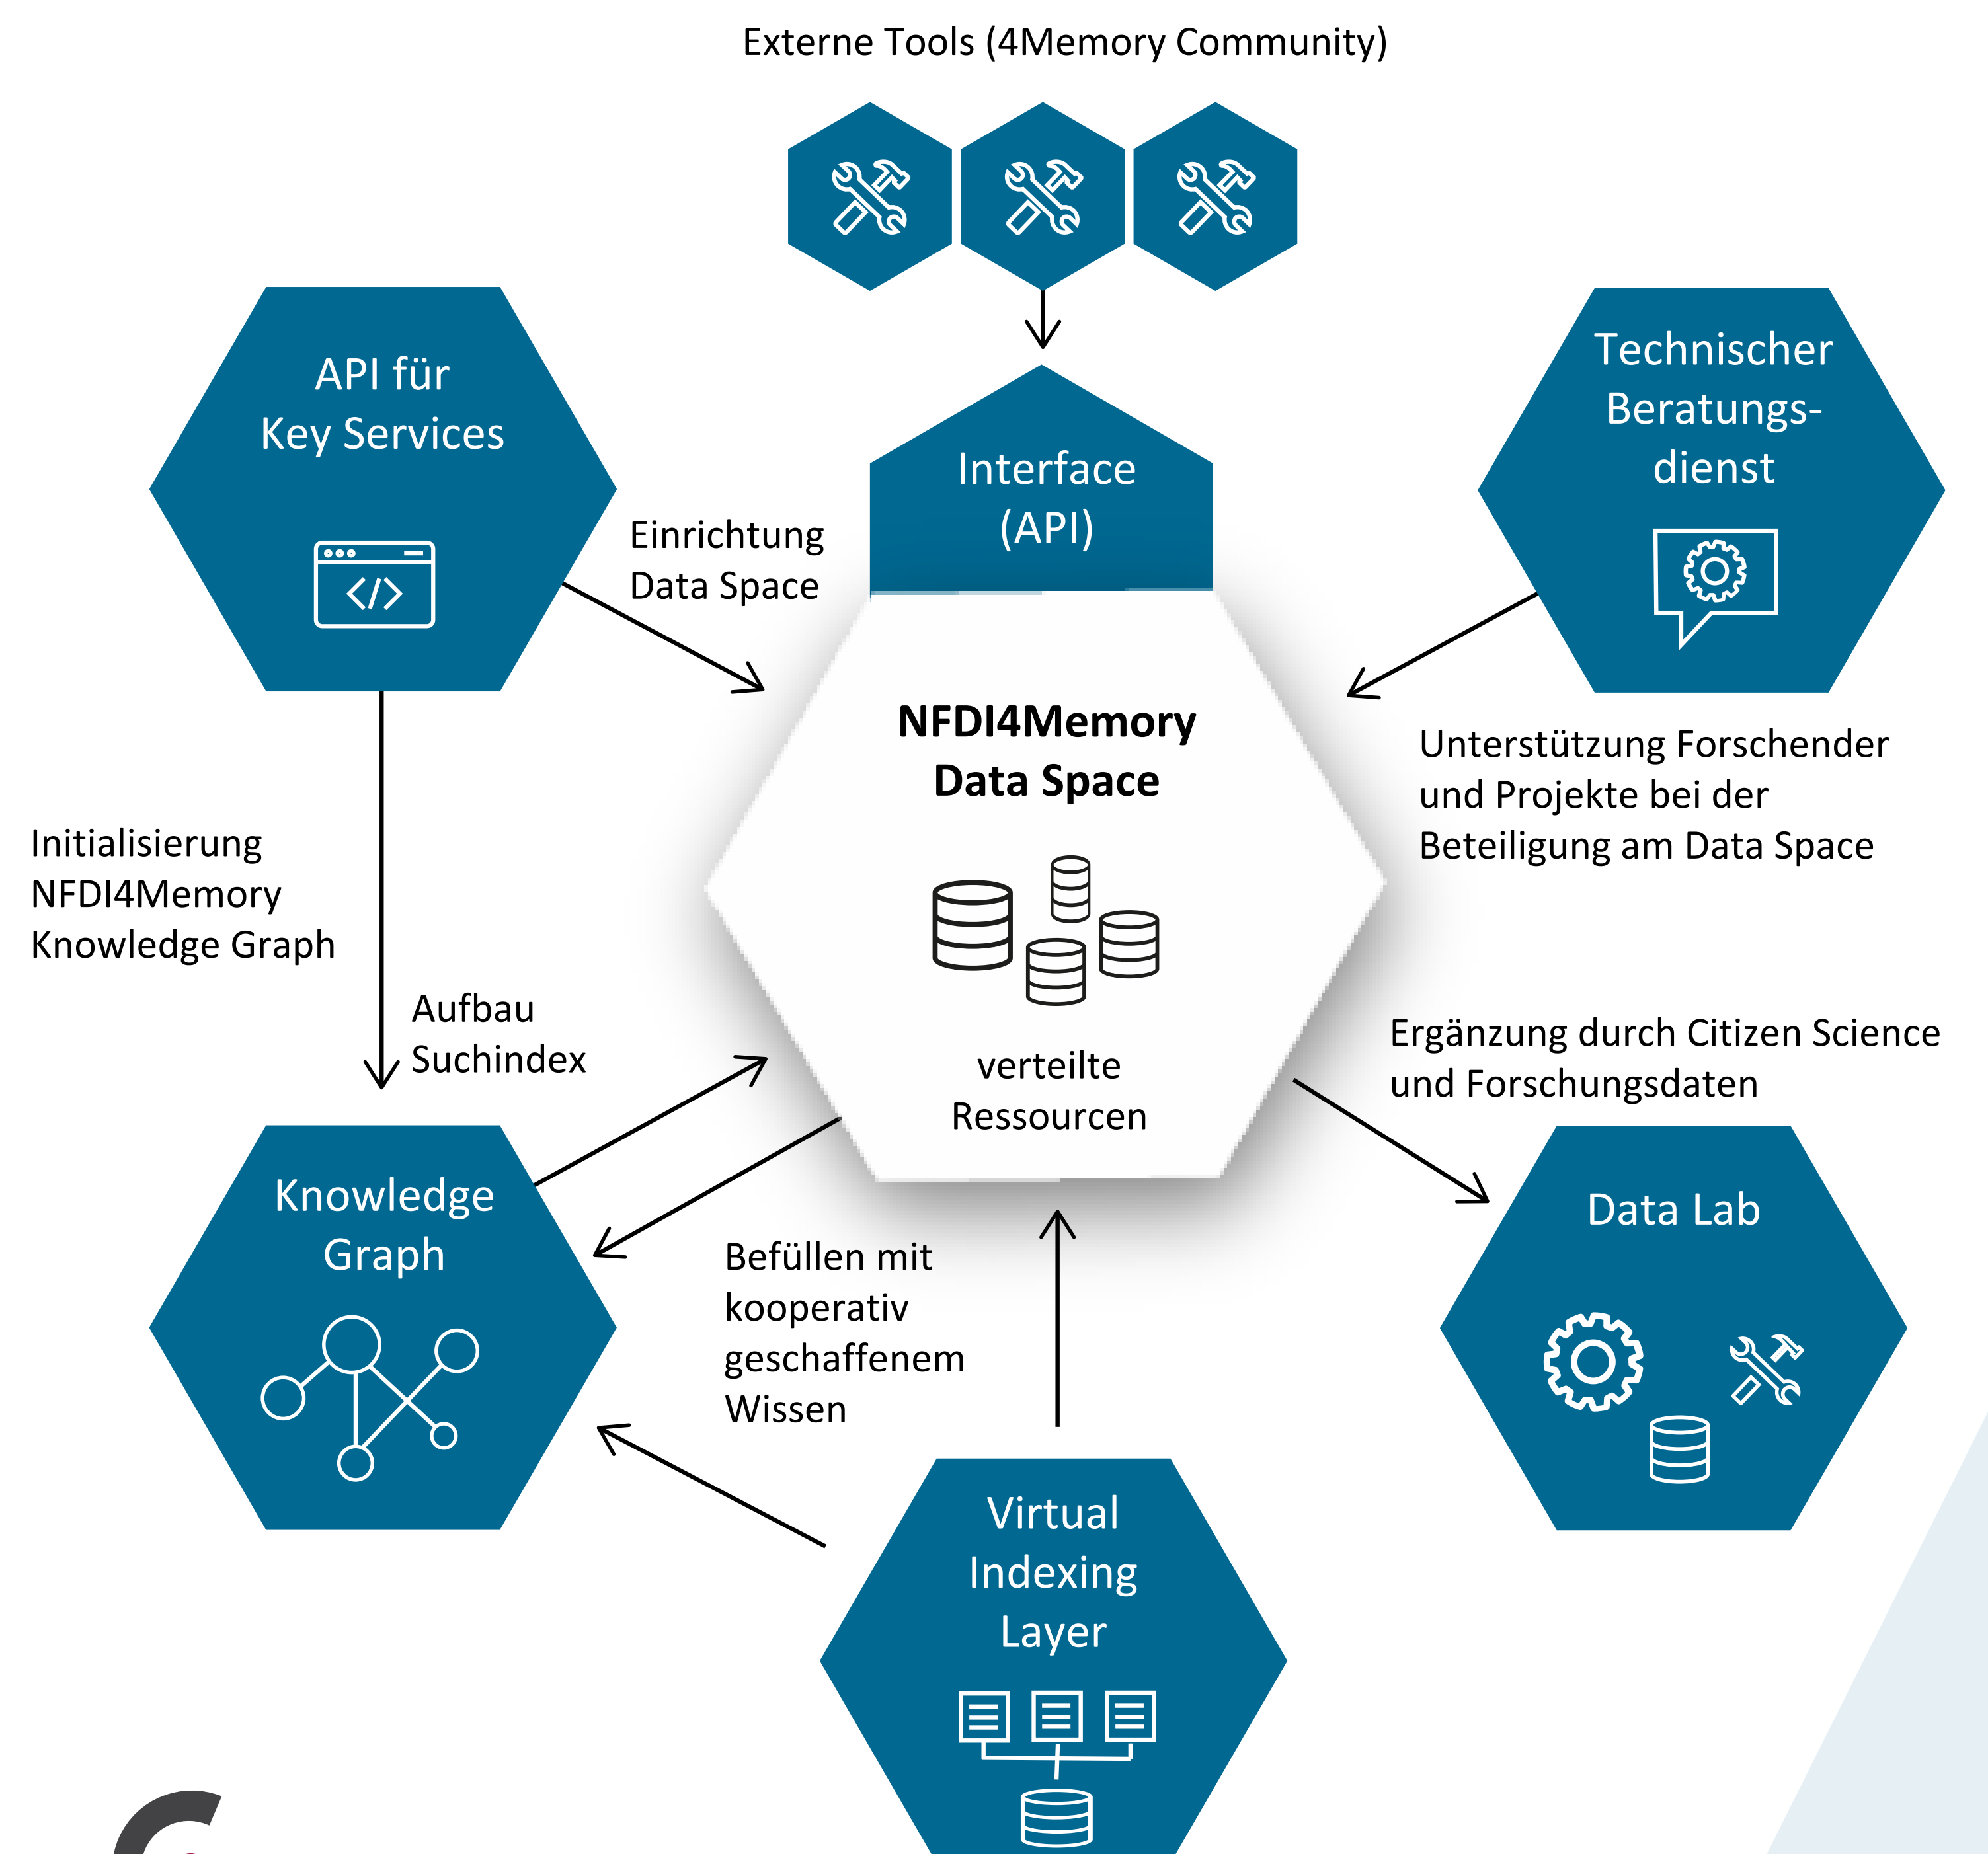 Externe Tools (4Memory Community)
API für
Key Services
Interface
(API)
Technischer
Beratungs-
dienst
Einrichtung
Data Space
NFDI4Memory
Data Space
verteilte
Ressourcen
Unterstützung Forschender
und Projekte bei der
Beteiligung am Data Space
Initialisierung
NFDI4Memory
Knowledge Graph
Aufbau
Suchindex
Ergänzung durch Citizen Science
und Forschungsdaten
Knowledge
Graph
Befüllen mit
kooperativ
geschaffenem
Wissen
Data Lab
Virtual
Indexing
Layer